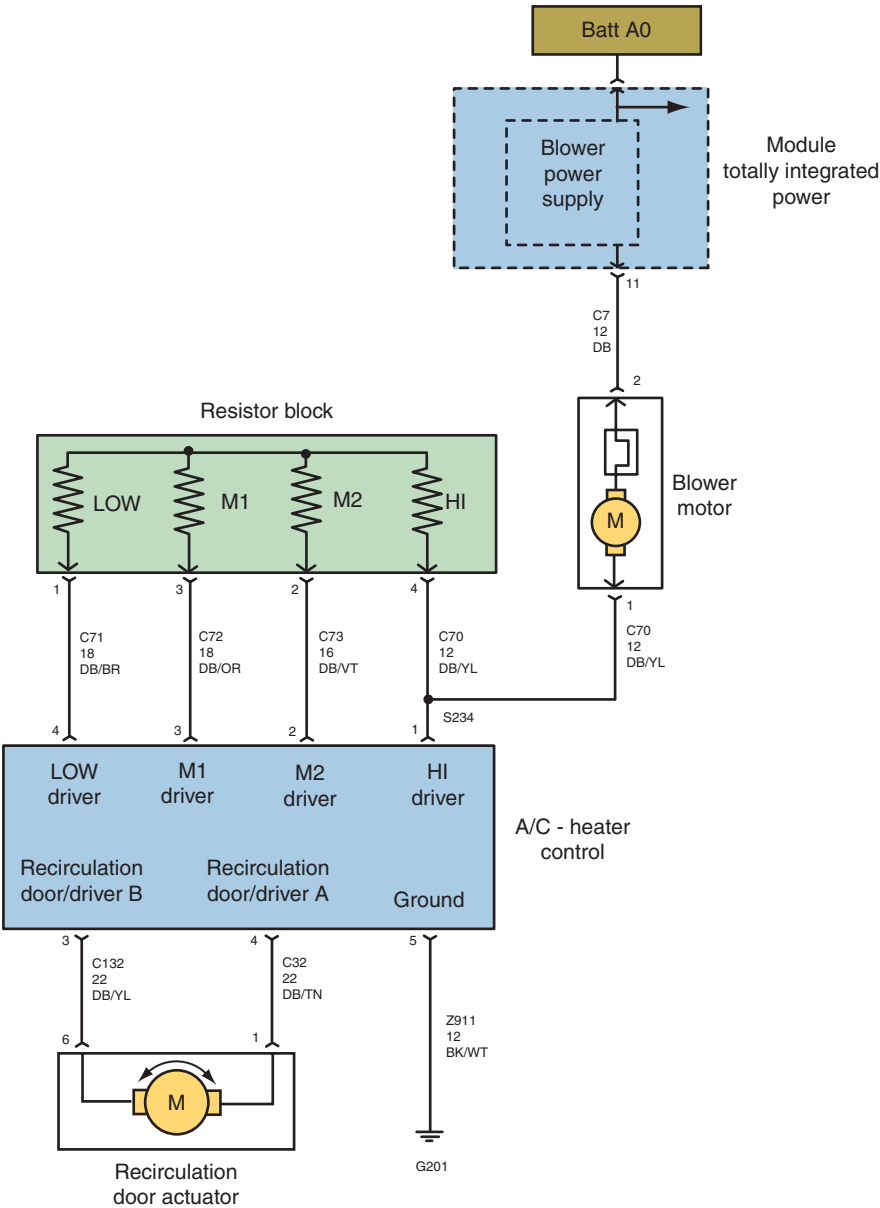 Batt A0
Blower
power
supply
Module
totally integrated
power
11
C7
12
DB
2
M
Blower
motor
1
C70
12
DB/YL
Resistor block
LOW
M1
M2
HI
1
3
2
4
C71
18
DB/BR
C72
18
DB/OR
C73
16
DB/VT
C70
12
DB/YL
S234
4
3
2
1
LOW
driver
M1
driver
M2
driver
HI
driver
A/C - heater
control
Recirculation
door/driver B
Recirculation
door/driver A
Ground
3
4
5
C132
22
DB/YL
C32
22
DB/TN
Z911
12
BK/WT
6
1
M
G201
Recirculation
door actuator